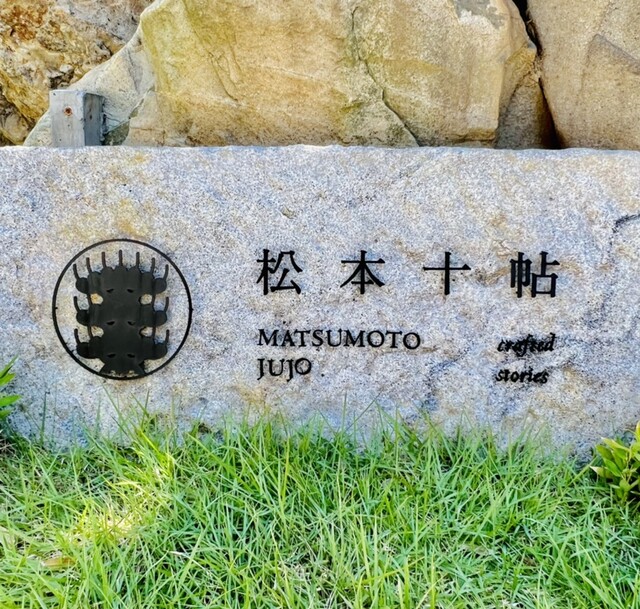 松本十帖
MATSUMOTO
JUJO
crafted
stories